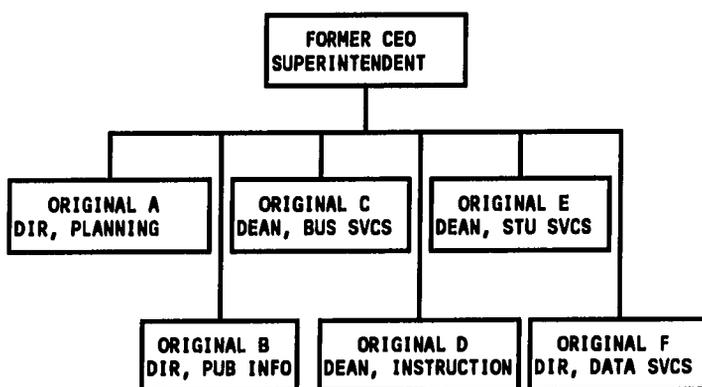 FORMER CEO
SUPERINTENDENT
ORIGINAL A
DIR, PLANNING
ORIGINAL C
DEAN, BUS SVCS
ORIGINAL E
DEAN, STU SVCS
ORIGINAL B
DIR, PUB INFO
ORIGINAL D
DEAN, INSTRUCTION
ORIGINAL F
DIR, DATA SVCS